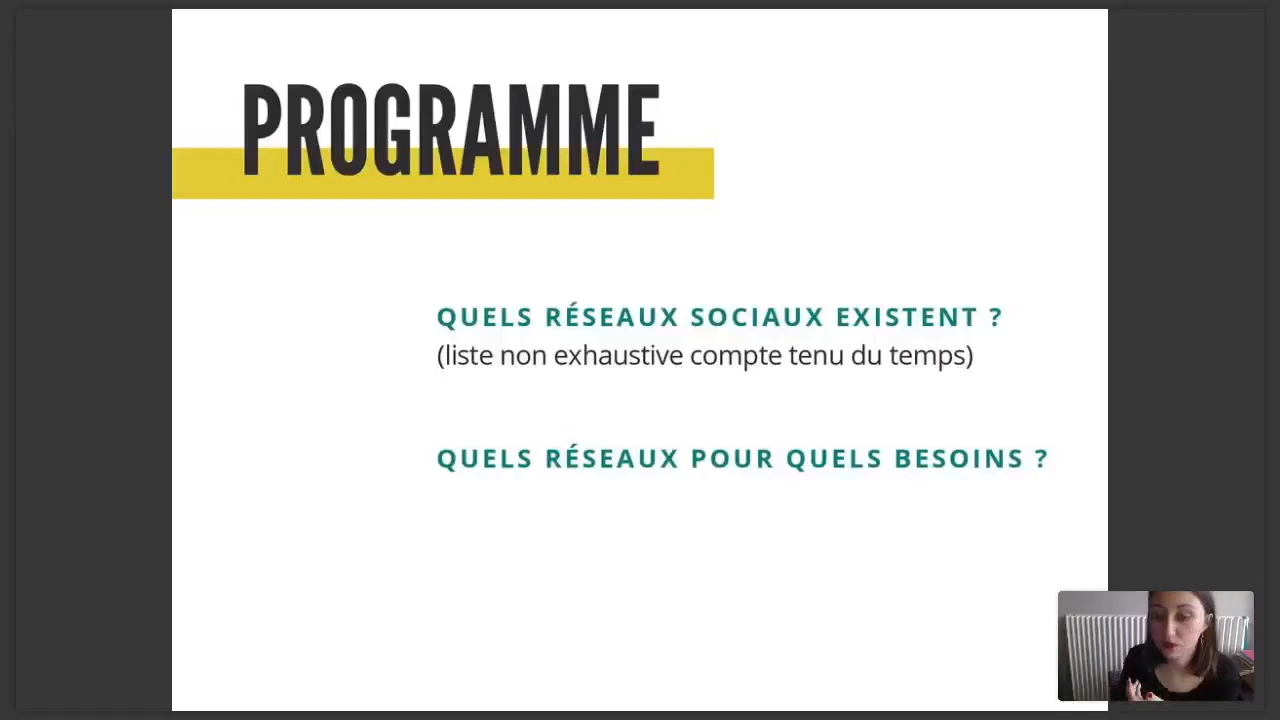 PROGRAMME
QUELS RÉSEAUX SOCIAUX EXISTENT ?
(liste non exhaustive compte tenu du temps)
QUELS RÉSEAUX POUR QUELS BESOINS ?